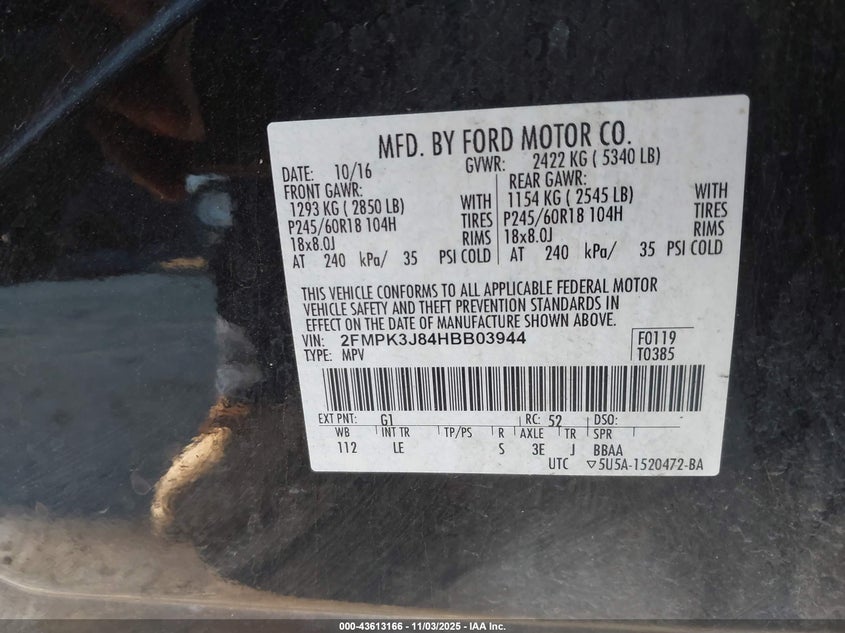 MFD. BY FORD MOTOR CO.
DATE: 10/16 GVWR: 2422 KG ( 5340 LB)
FRONT GAWR: REAR GAWR:
1293 KG ( 2850 LB) WITH 1154 KG ( 2545 LB) WITH
P245/60R18 104H TIRES P245/60R18 104H TIRES
18x8.0J RIMS 18x8.0J RIMS
AT 240 kPa/ 35 PSI COLD AT 240 kPa/ 35 PSI COLD
THIS VEHICLE CONFORMS TO ALL APPLICABLE FEDERAL MOTOR
VEHICLE SAFETY AND THEFT PREVENTION STANDARDS IN
EFFECT ON THE DATE OF MANUFACTURE SHOWN ABOVE.
VIN: 2FMPK3J84HBB03944 F0119
TYPE: MPV T0385
EXT PNT: G1 RC: 52 DSO:
WB INT TR TP/PS R AXLE TR SPR
112 LE S 3E J BBAA
UTC ▽5U5A-1520472-BA
000-43613166 - 11/03/2025 - IAA Inc.